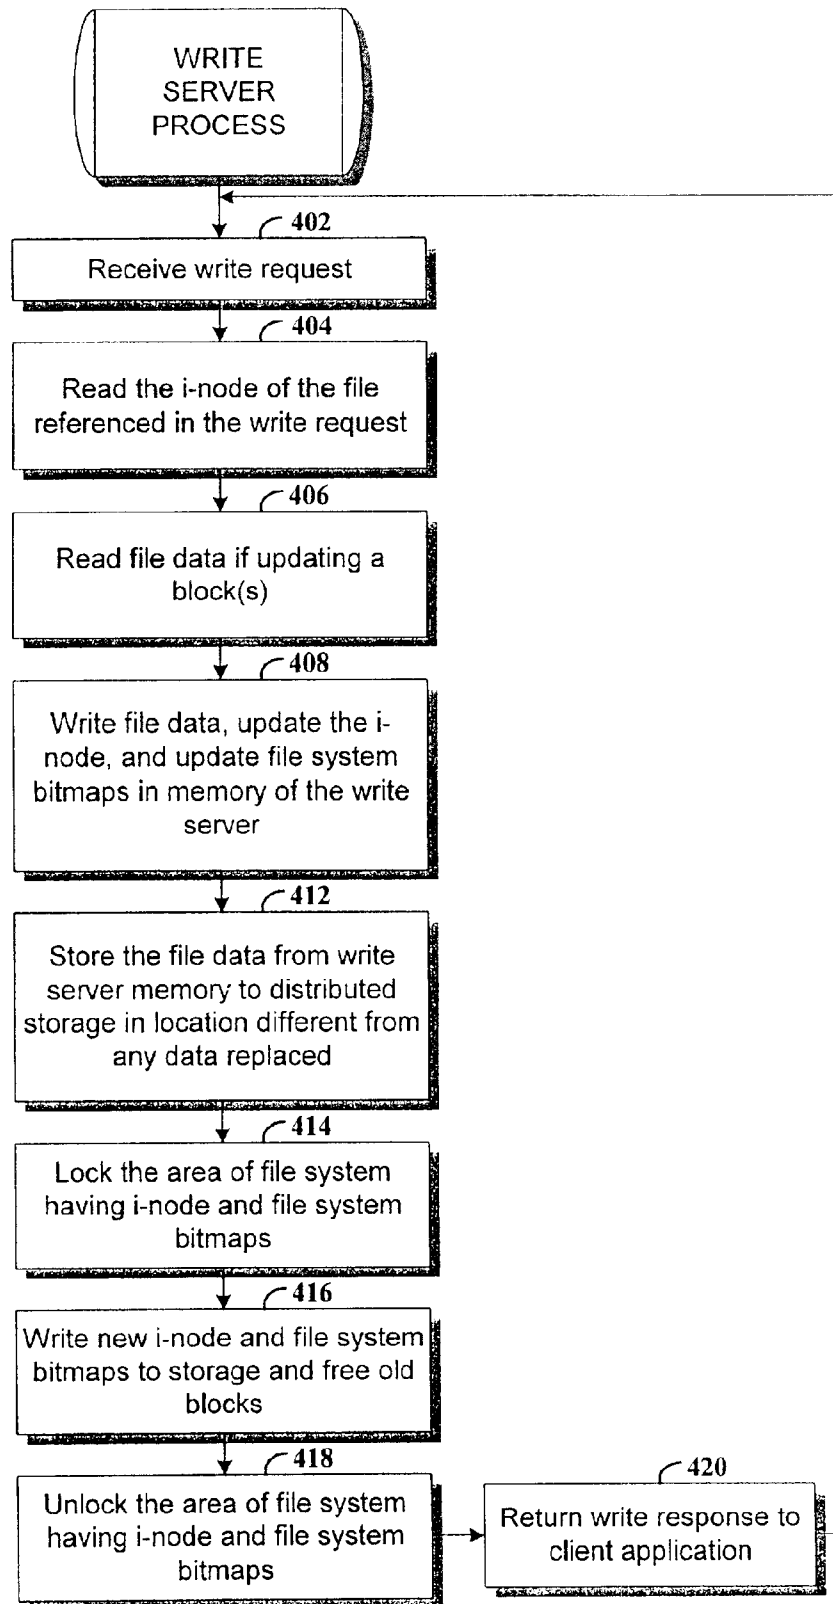 WRITE
SERVER
PROCESS
402
Receive write request
404
Read the i-node of the file
referenced in the write request
406
Read file data if updating a
block(s)
408
Write file data, update the i-
node, and update file system
bitmaps in memory of the write
server
412
Store the file data from write
server memory to distributed
storage in location different from
any data replaced
414
Lock the area of file system
having i-node and file system
bitmaps
416
Write new i-node and file system
bitmaps to storage and free old
blocks
418
Unlock the area of file system
having i-node and file system
bitmaps
420
Return write response to
client application